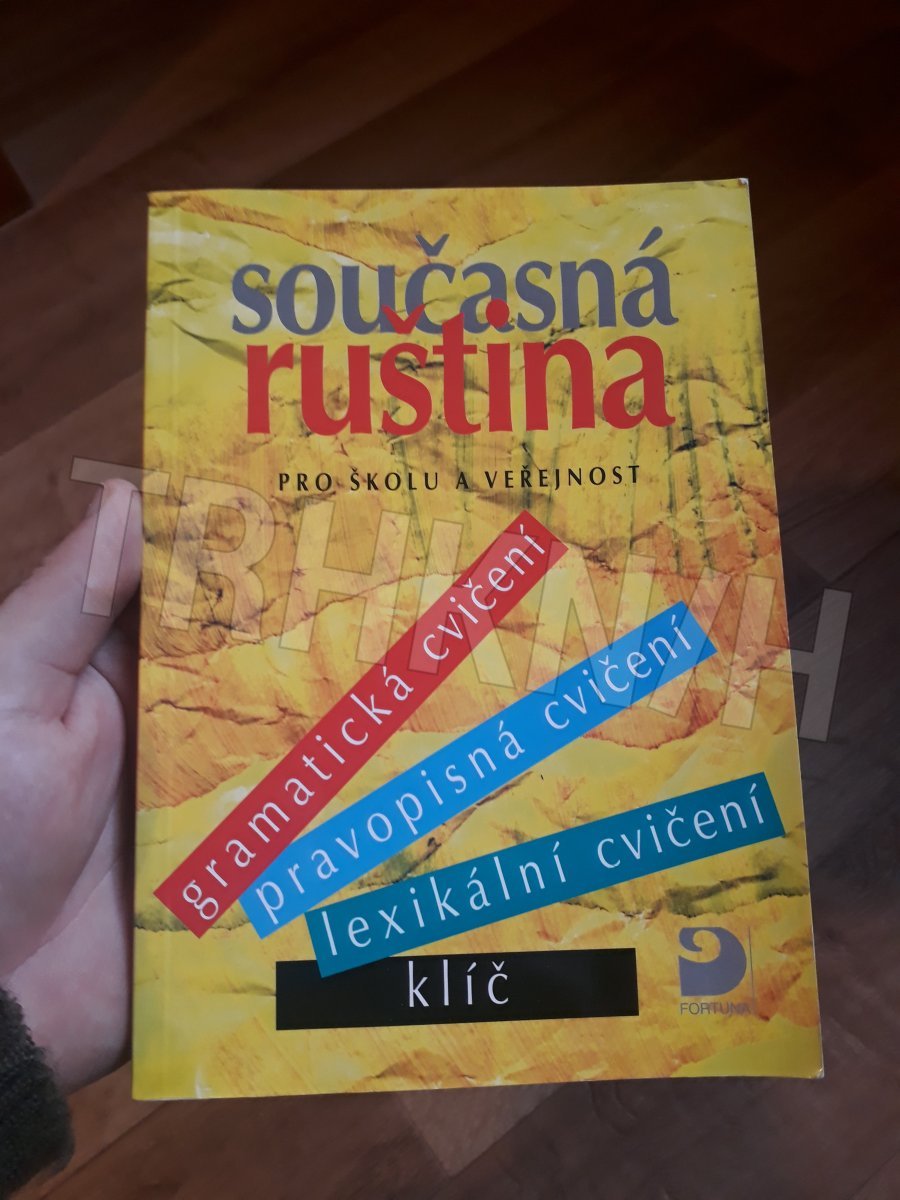 současná
ruština
PRO ŠKOLU A VEŘEJNOST
TRHKNIH
gramatická cvičení
pravopisná cvičení
lexikální cvičení
klíč
FORTUNA